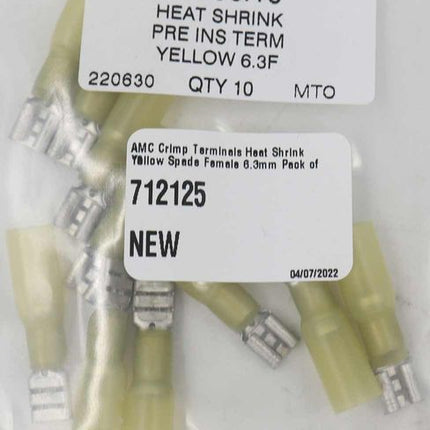 HEAT SHRINK
PRE INS TERM
YELLOW 6.3F
220630 QTY 10 MTO
AMC Crimp Terminals Heat Shrink
Yellow Spade Female 6.3mm Pack of
712125
NEW
04/07/2022